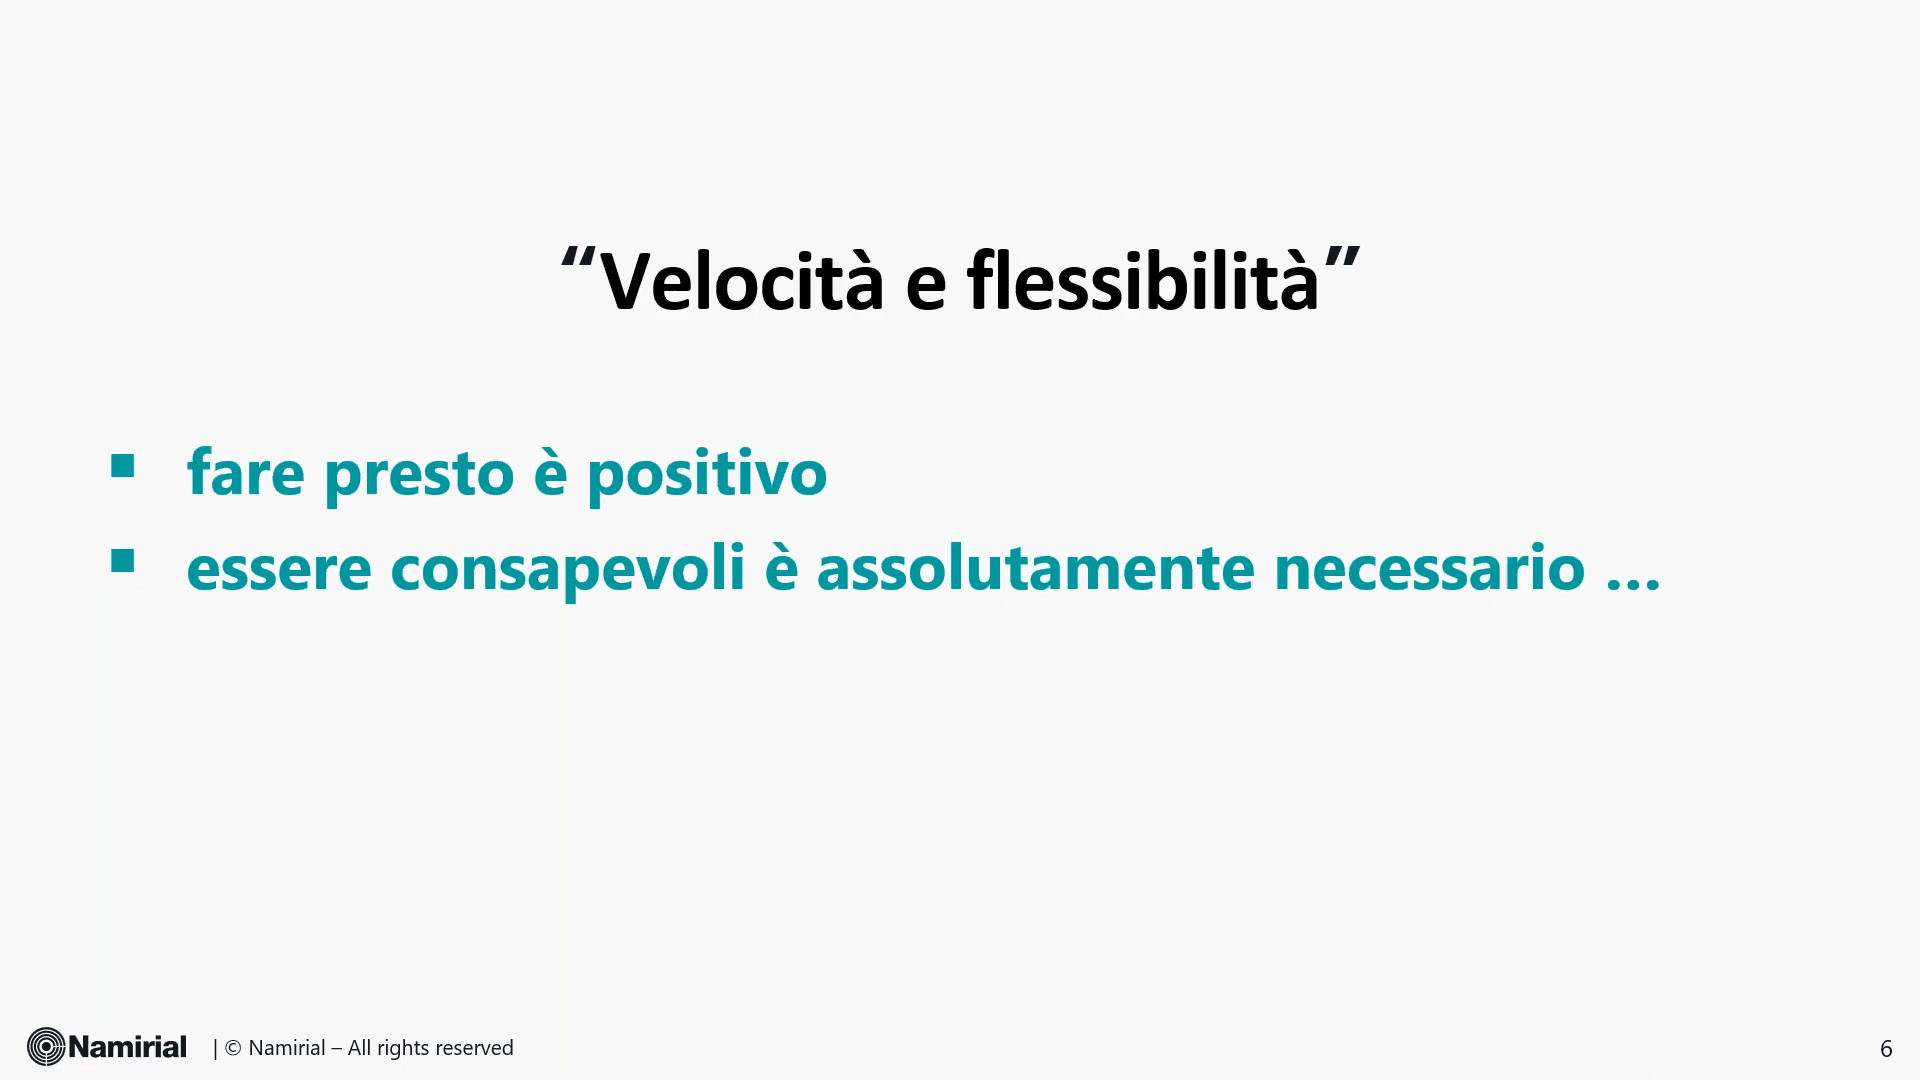 “Velocità e flessibilità”
▪ fare presto è positivo
▪ essere consapevoli è assolutamente necessario ...
Namirial | © Namirial – All rights reserved
6